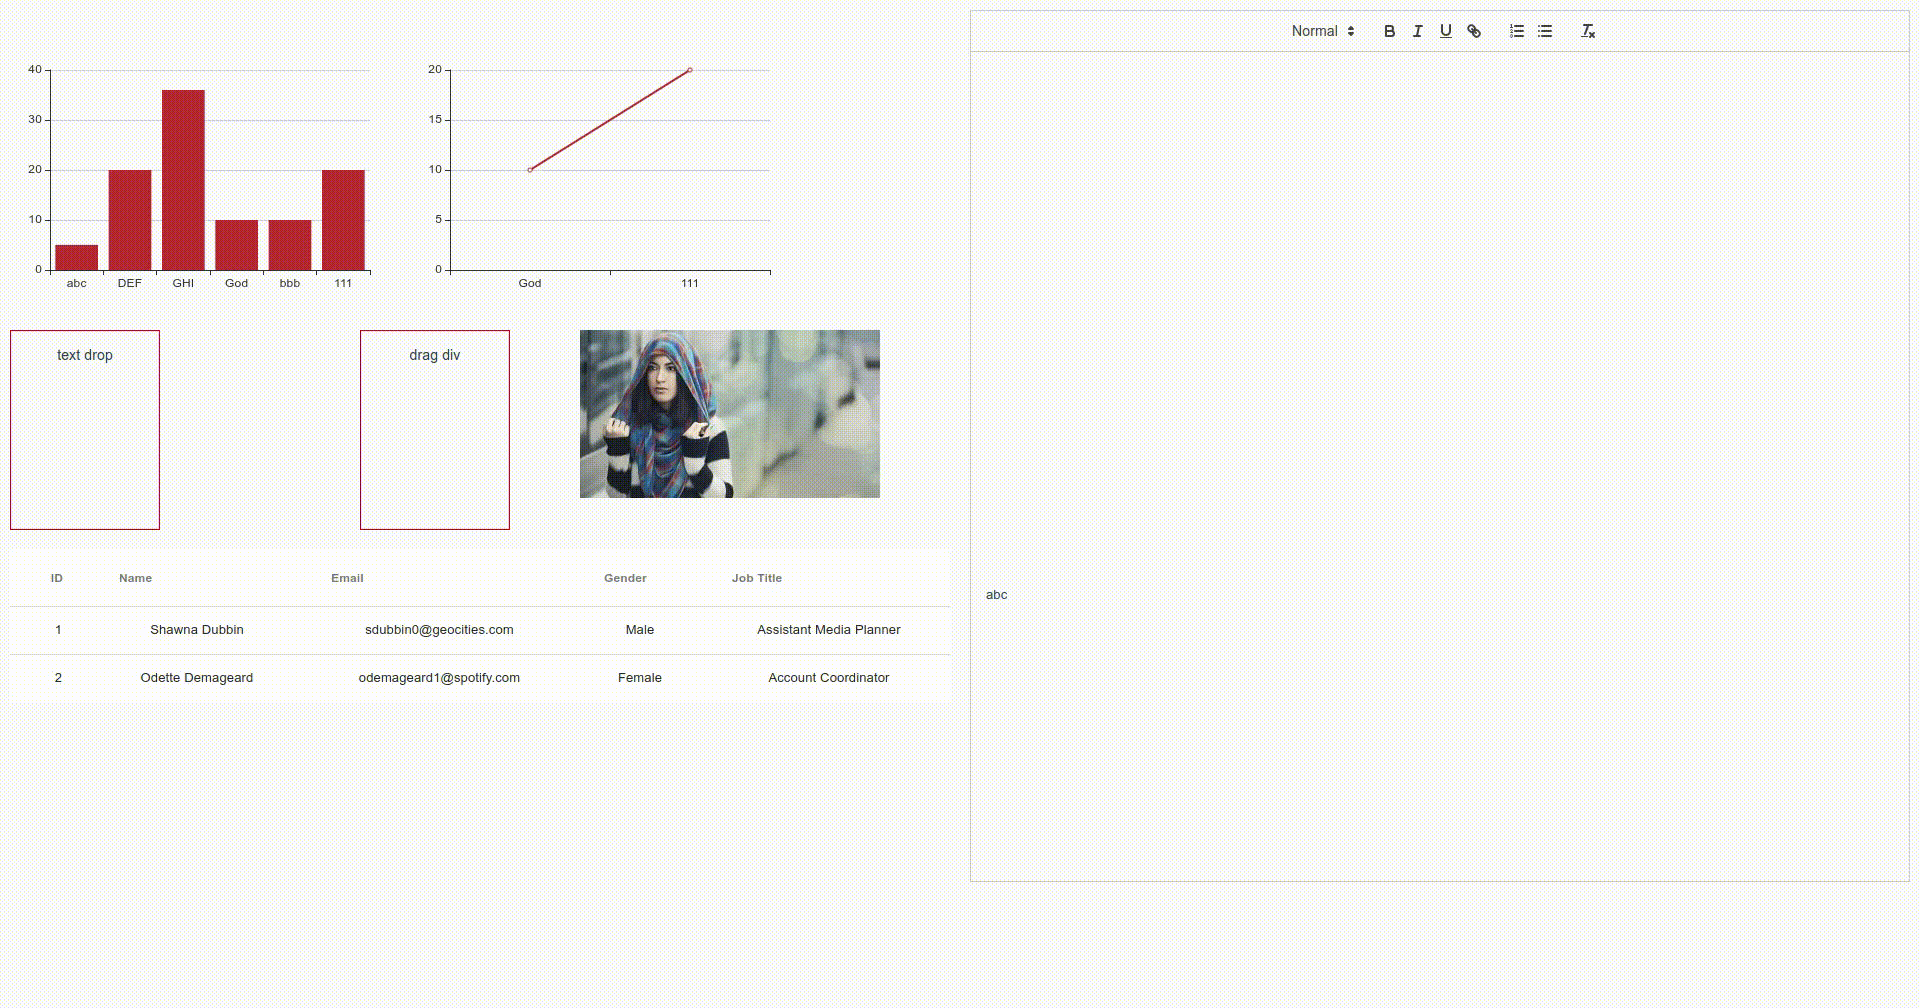 40
30
20
10
0
abc DEF GHI God bbb 111
20
15
10
5
0
God 111
text drop
drag div
ID Name Email Gender Job Title
1 Shawna Dubbin sdubbin0@geocities.com Male Assistant Media Planner
2 Odette Demageard odemageard1@spotify.com Female Account Coordinator
Normal B I U
abc